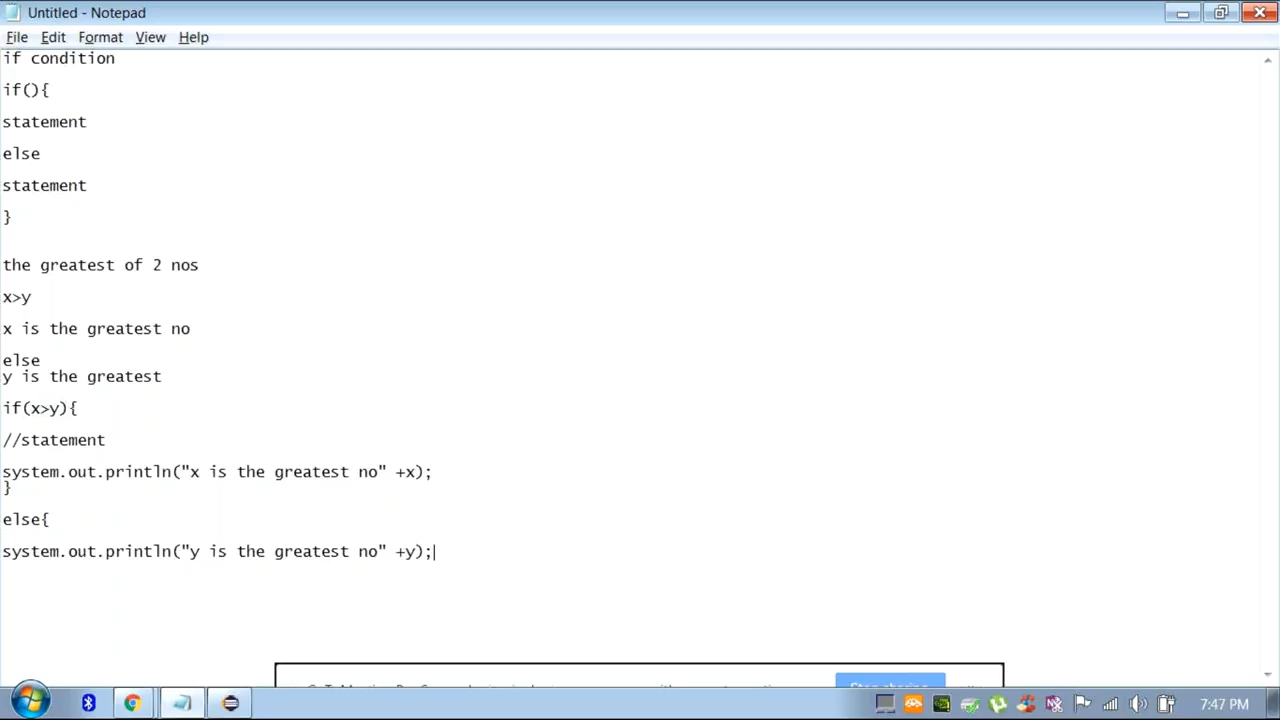 Untitled - Notepad
File Edit Format View Help
if condition
if(){
statement
else
statement
}
the greatest of 2 nos
x>y
x is the greatest no
else
y is the greatest
if(x>y){
//statement
system.out.println("x is the greatest no" +x);
}
else{
system.out.println("y is the greatest no" +y);
7:47 PM